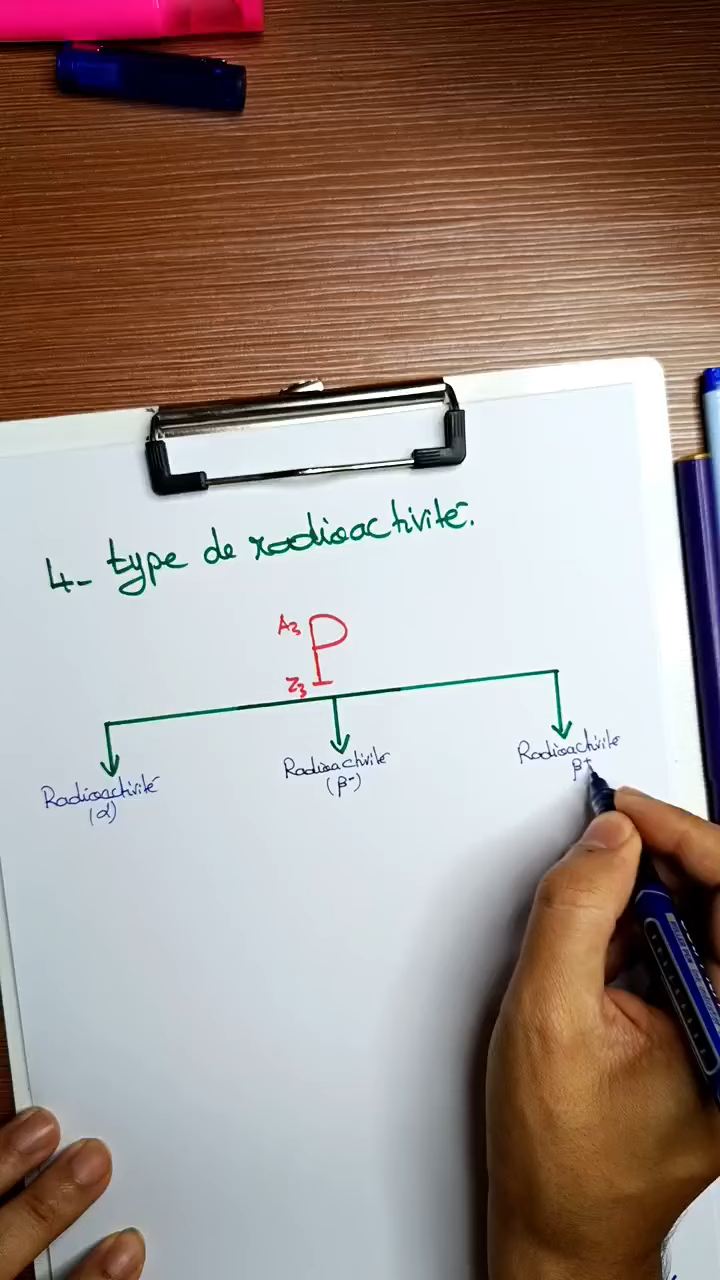 4- type de radioactivité.
A3
P
Z3
Radioactivité
(α)
Radioactivité
(β-)
Radioactivité
β+